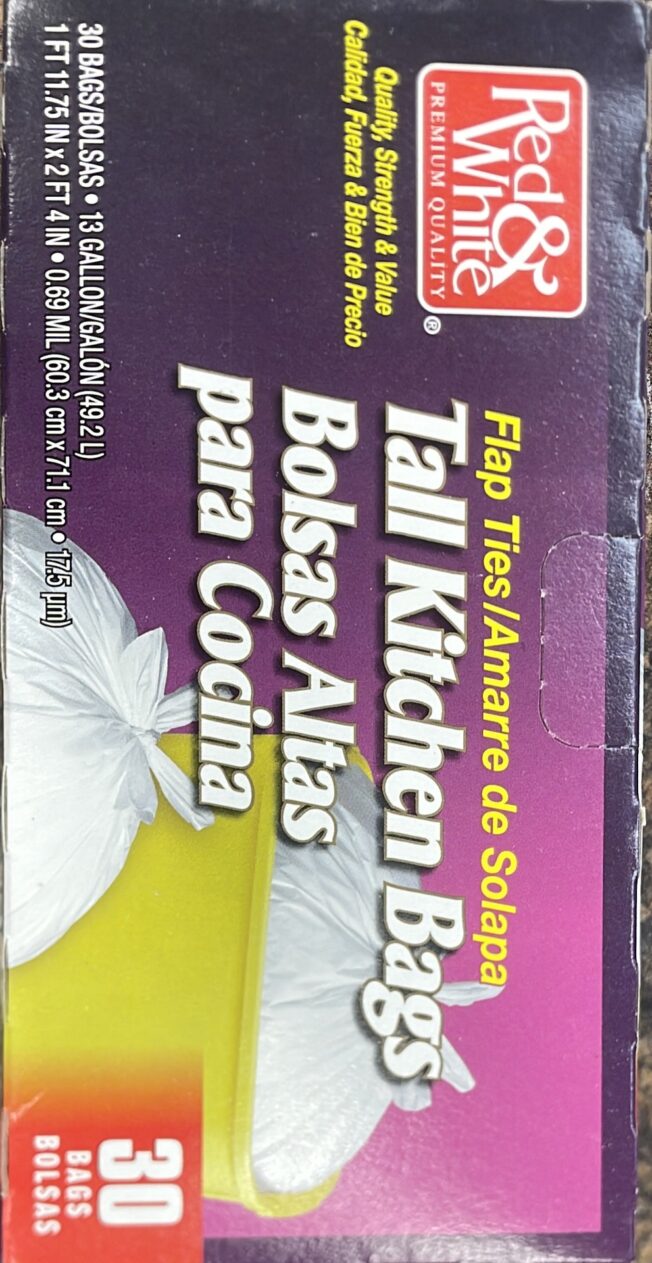 Red &
White
PREMIUM QUALITY
®
Quality, Strength & Value
Calidad, Fuerza & Bien de Precio
Flap Ties/Amarre de Solapa
Tall Kitchen Bags
Bolsas Altas
para Cocina
30 BAGS/BOLSAS • 13 GALLON/GALÓN (49.2 L)
1 FT 11.75 IN x 2 FT 4 IN • 0.69 MIL (60.3 cm x 71.1 cm • 17.5 µm)
30
BAGS
BOLSAS